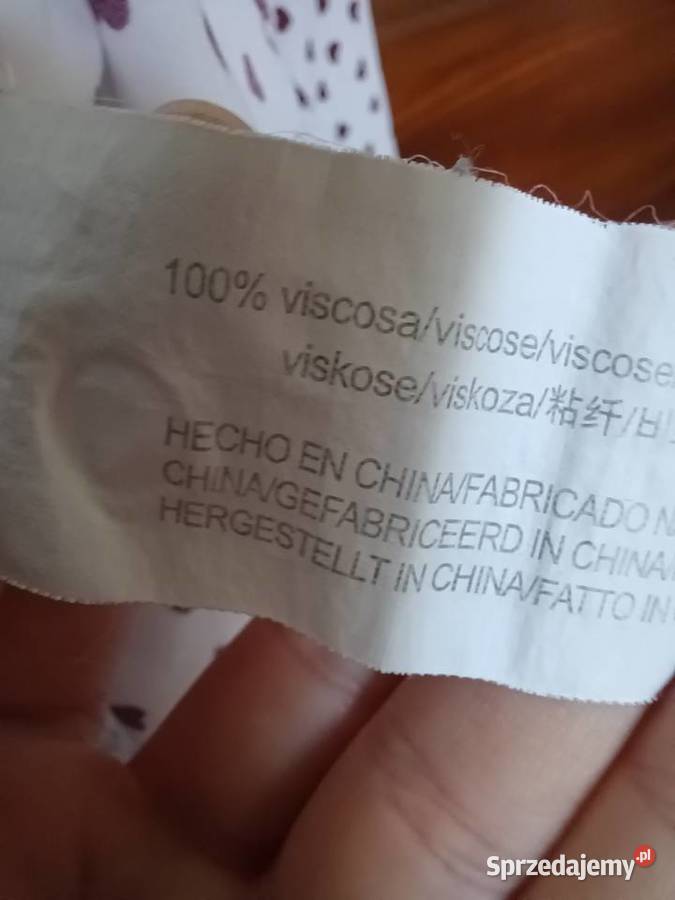 100% viscosa/viscose/viscose
viskose/viskoza/粘纤/
HECHO EN CHINA/FABRICADO
CHINA/GEFABRICEERD IN CHINA/
HERGESTELLT IN CHINA/FATTO IN
Sprzedajemy.pl